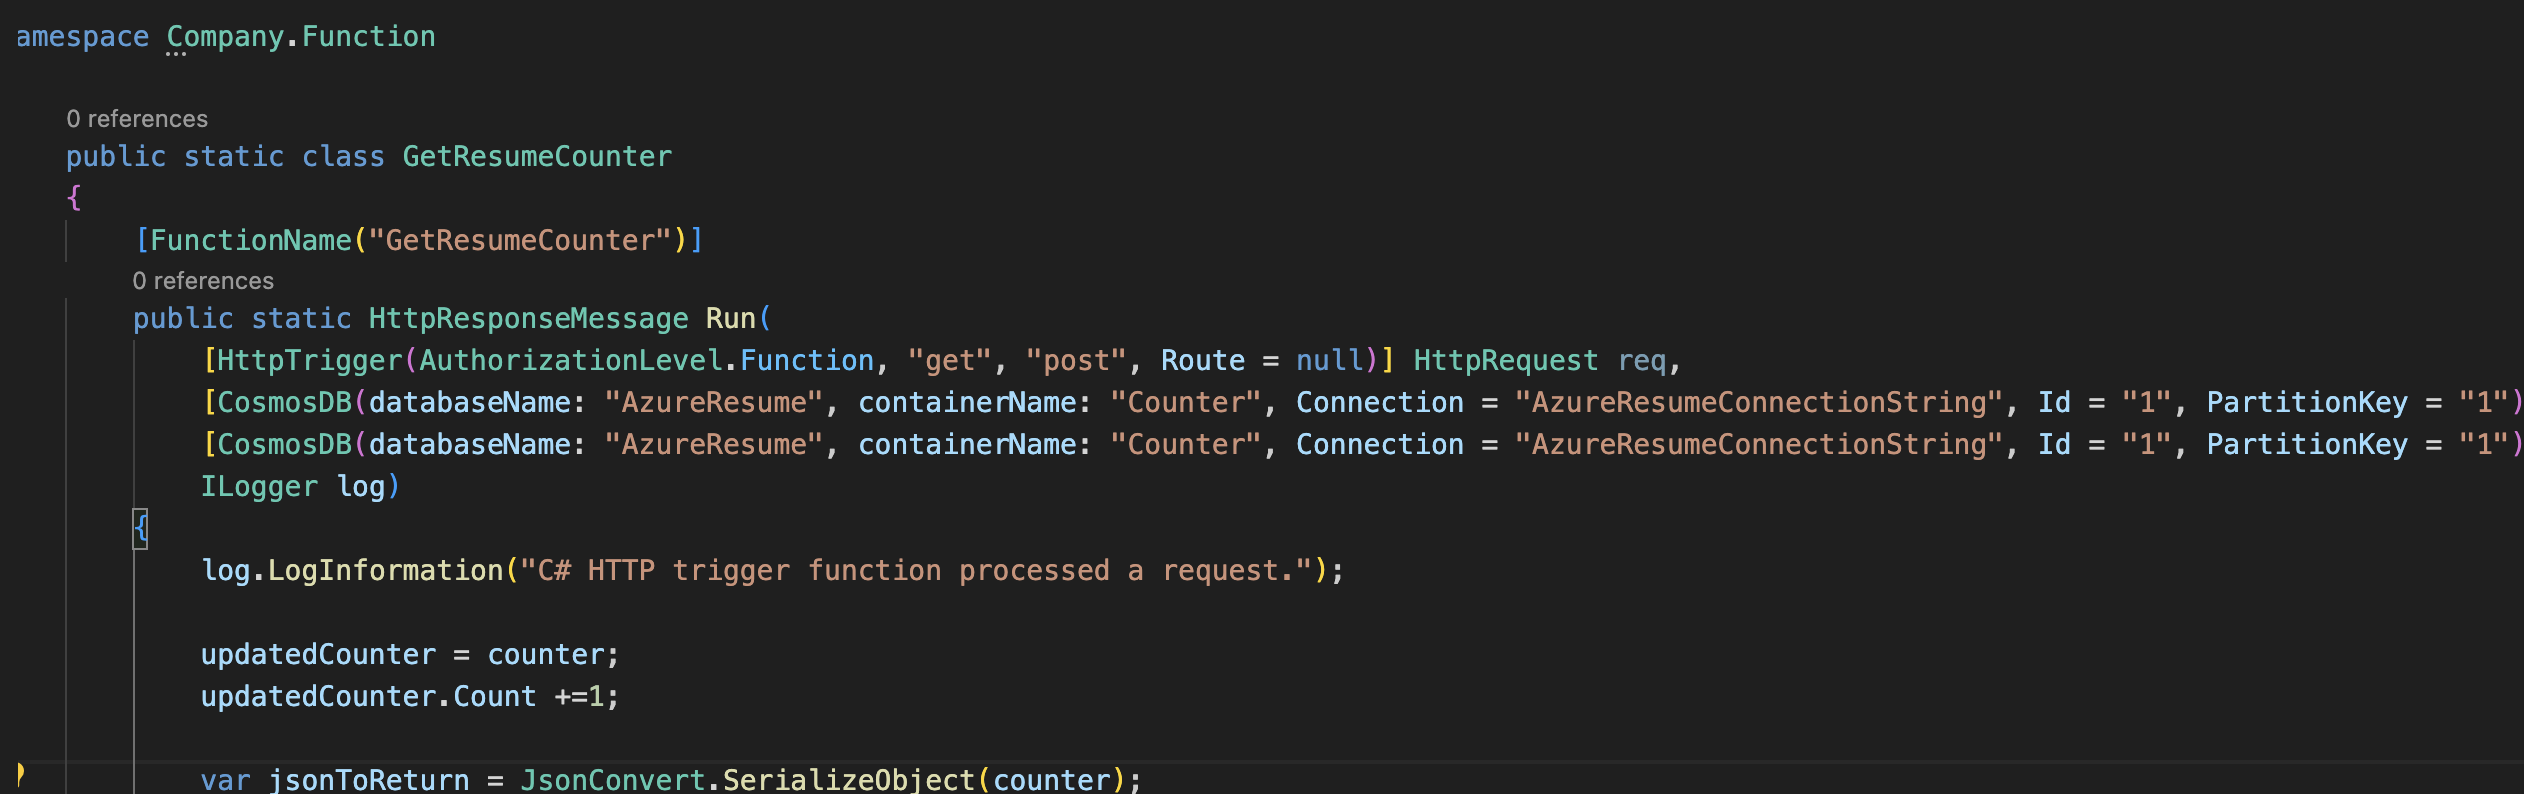 amespace Company.Function
0 references
public static class GetResumeCounter
{
[FunctionName("GetResumeCounter")]
0 references
public static HttpResponseMessage Run(
[HttpTrigger(AuthorizationLevel.Function, "get", "post", Route = null)] HttpRequest req,
[CosmosDB(databaseName: "AzureResume", containerName: "Counter", Connection = "AzureResumeConnectionString", Id = "1", PartitionKey = "1")
[CosmosDB(databaseName: "AzureResume", containerName: "Counter", Connection = "AzureResumeConnectionString", Id = "1", PartitionKey = "1")
ILogger log)
{
log.LogInformation("C# HTTP trigger function processed a request.");
updatedCounter = counter;
updatedCounter.Count +=1;
var jsonToReturn = JsonConvert.SerializeObject(counter);